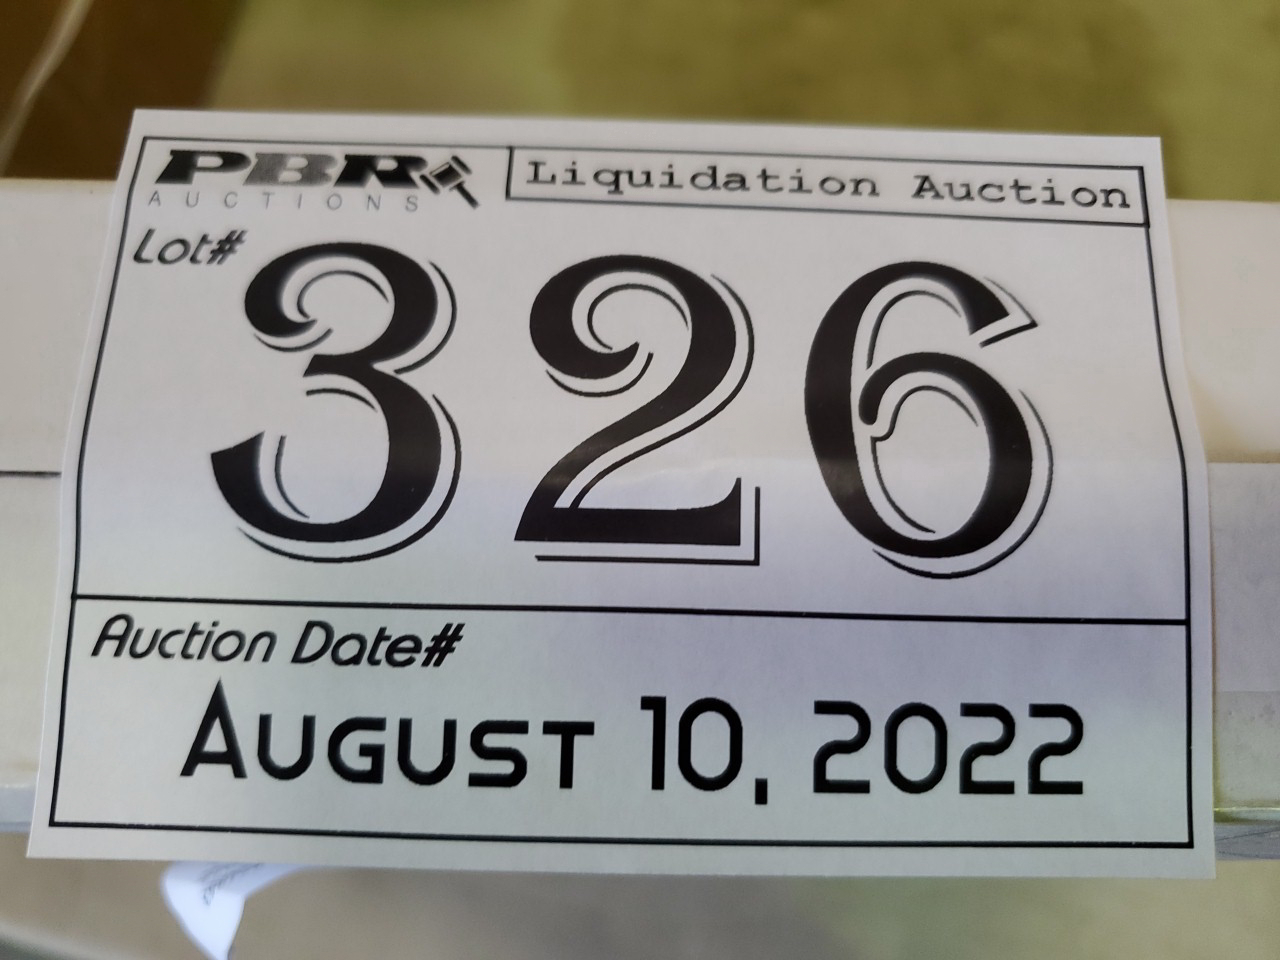 PBR
AUCTIONS
Liquidation Auction
Lot#
326
Auction Date#
August 10, 2022